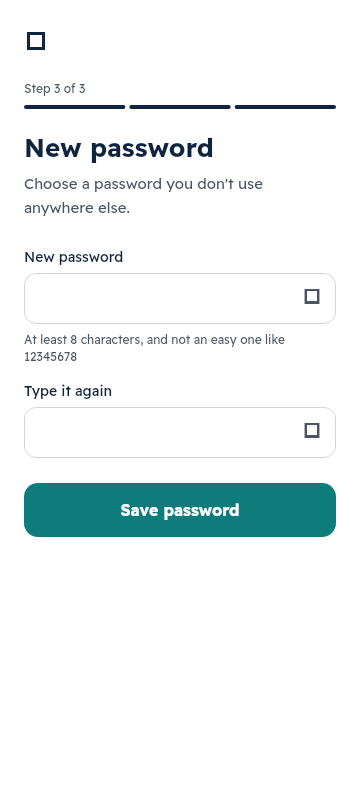 Step 3 of 3
New password
Choose a password you don't use
anywhere else.
New password
At least 8 characters, and not an easy one like
12345678
Type it again
Save password